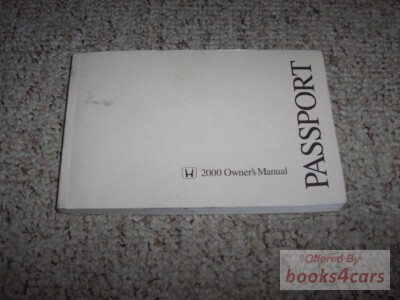 2000 Owner's Manual
PASSPORT
Offered By:
books4cars